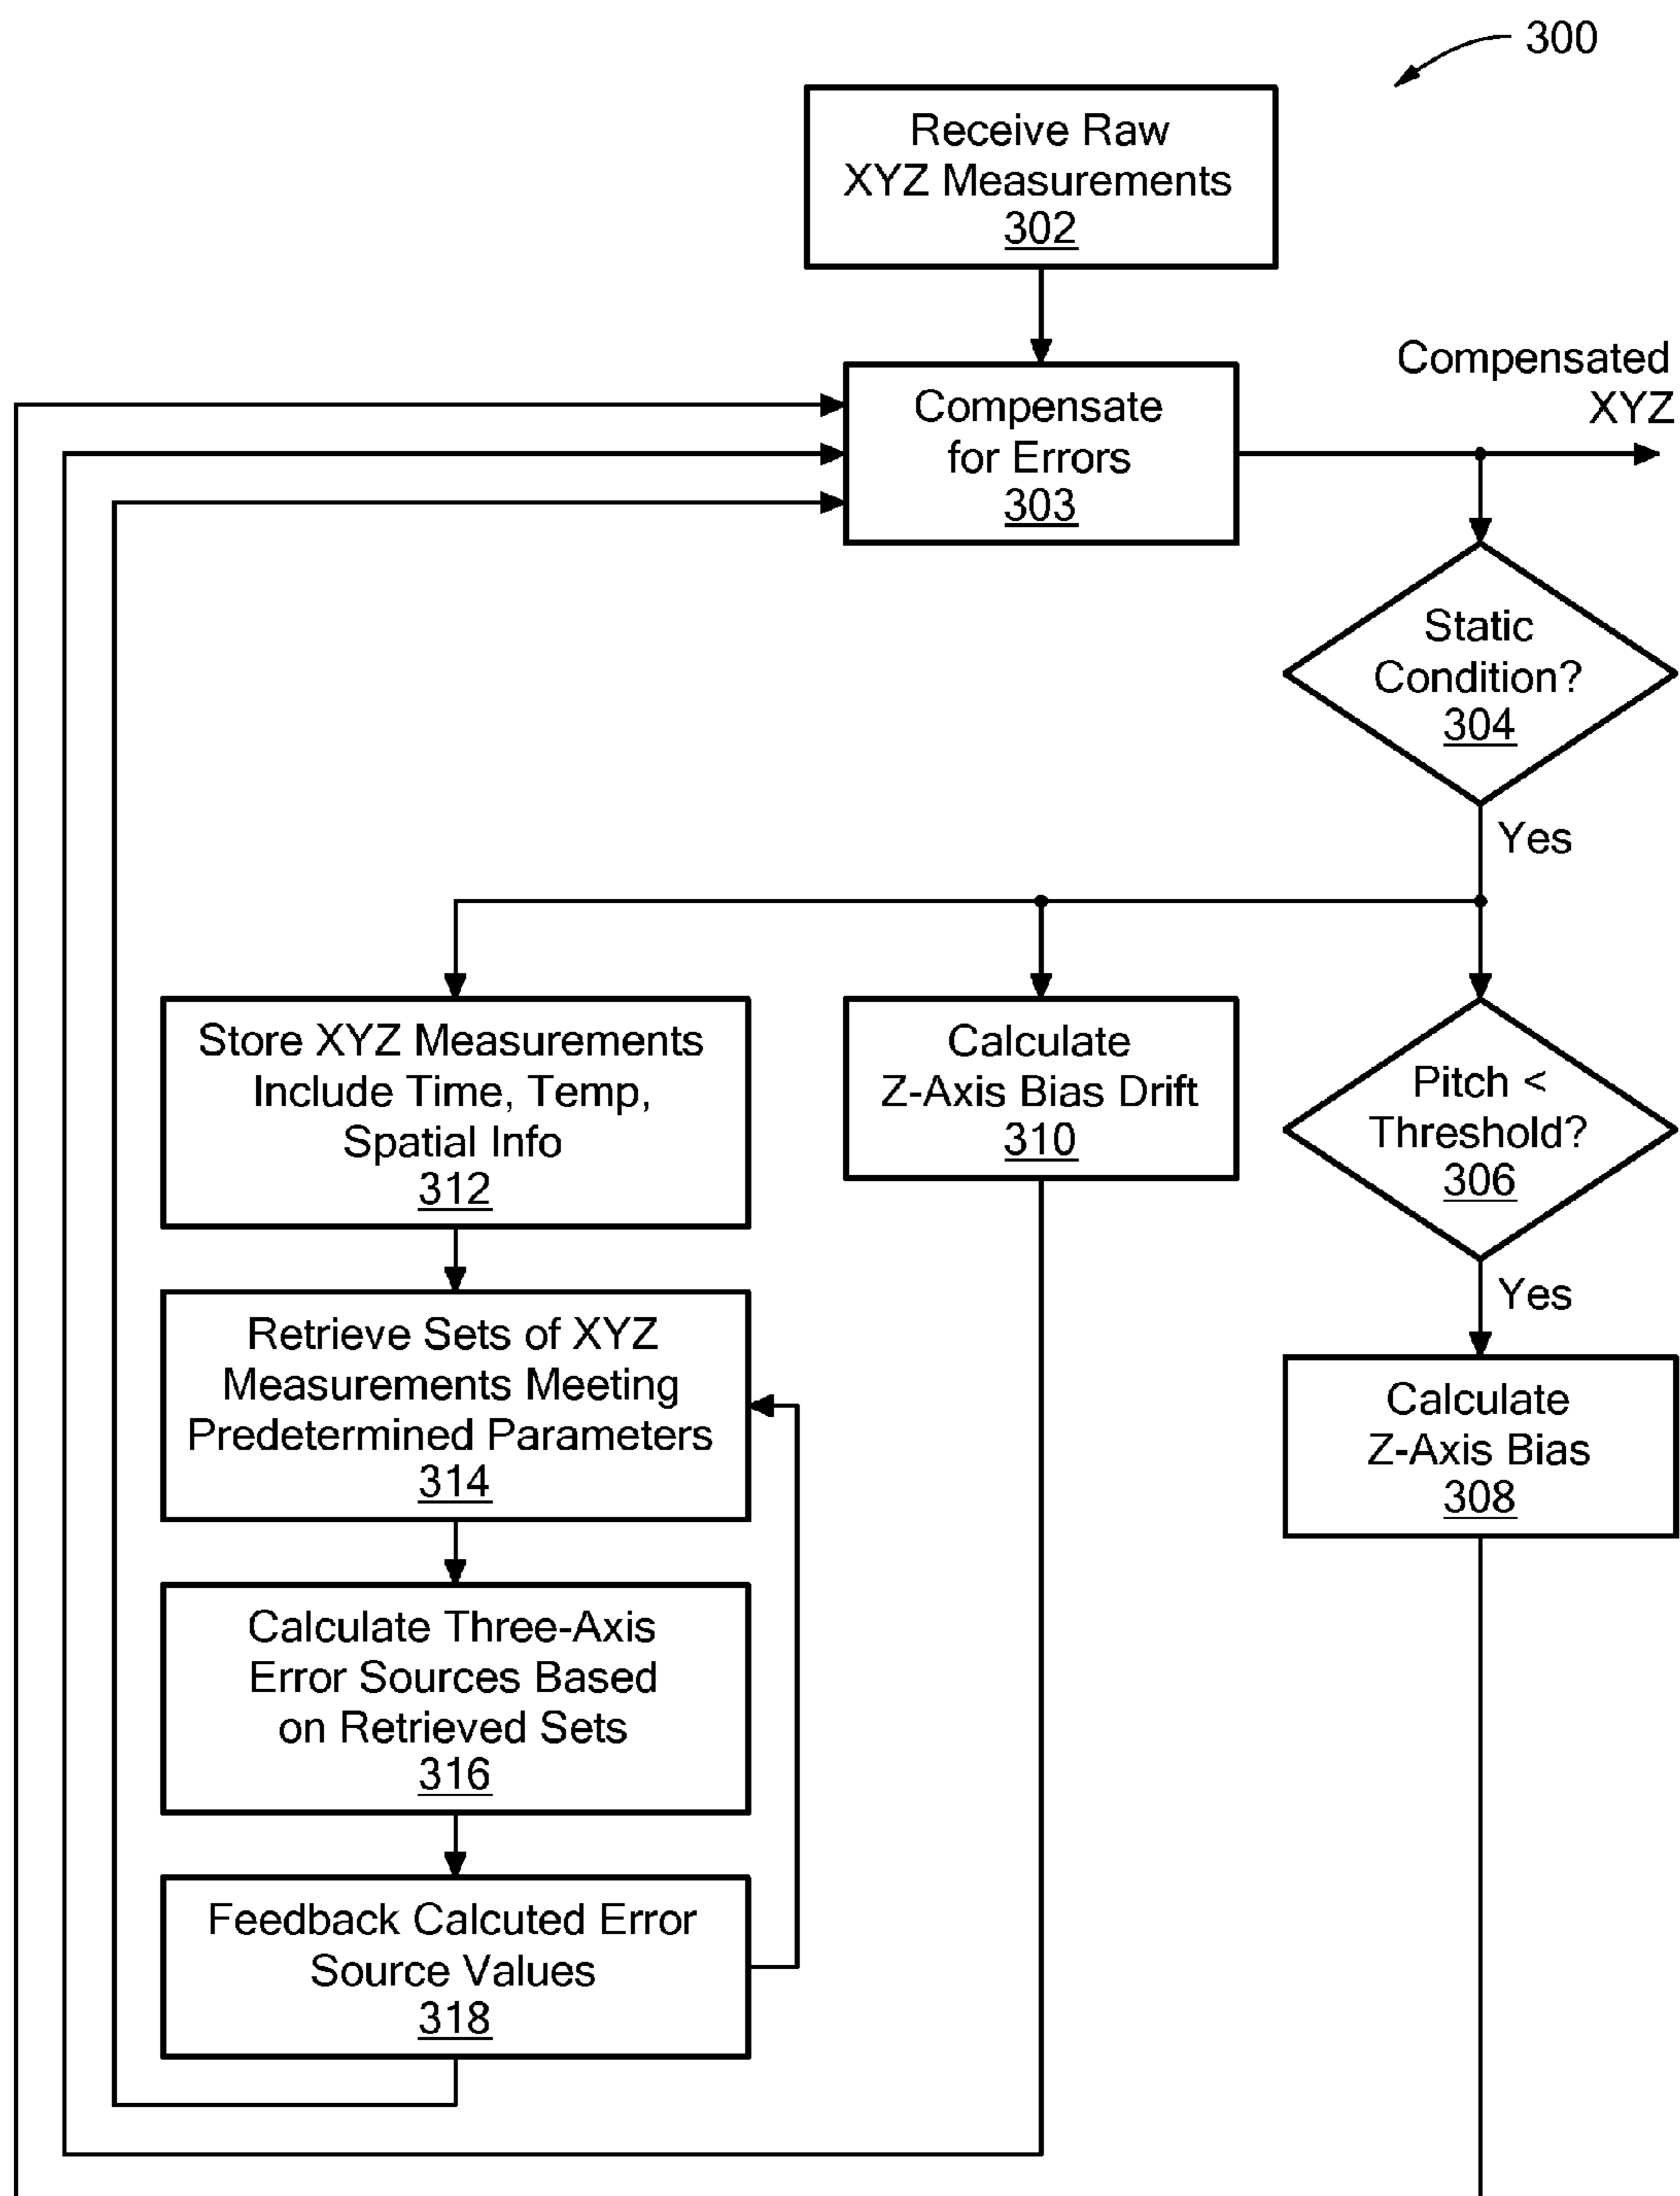 300
Receive Raw
XYZ Measurements
302
Compensate
for Errors
303
Compensated
XYZ
Static
Condition?
304
Yes
Store XYZ Measurements
Include Time, Temp,
Spatial Info
312
Calculate
Z-Axis Bias Drift
310
Pitch <
Threshold?
306
Yes
Retrieve Sets of XYZ
Measurements Meeting
Predetermined Parameters
314
Calculate
Z-Axis Bias
308
Calculate Three-Axis
Error Sources Based
on Retrieved Sets
316
Feedback Calcuted Error
Source Values
318